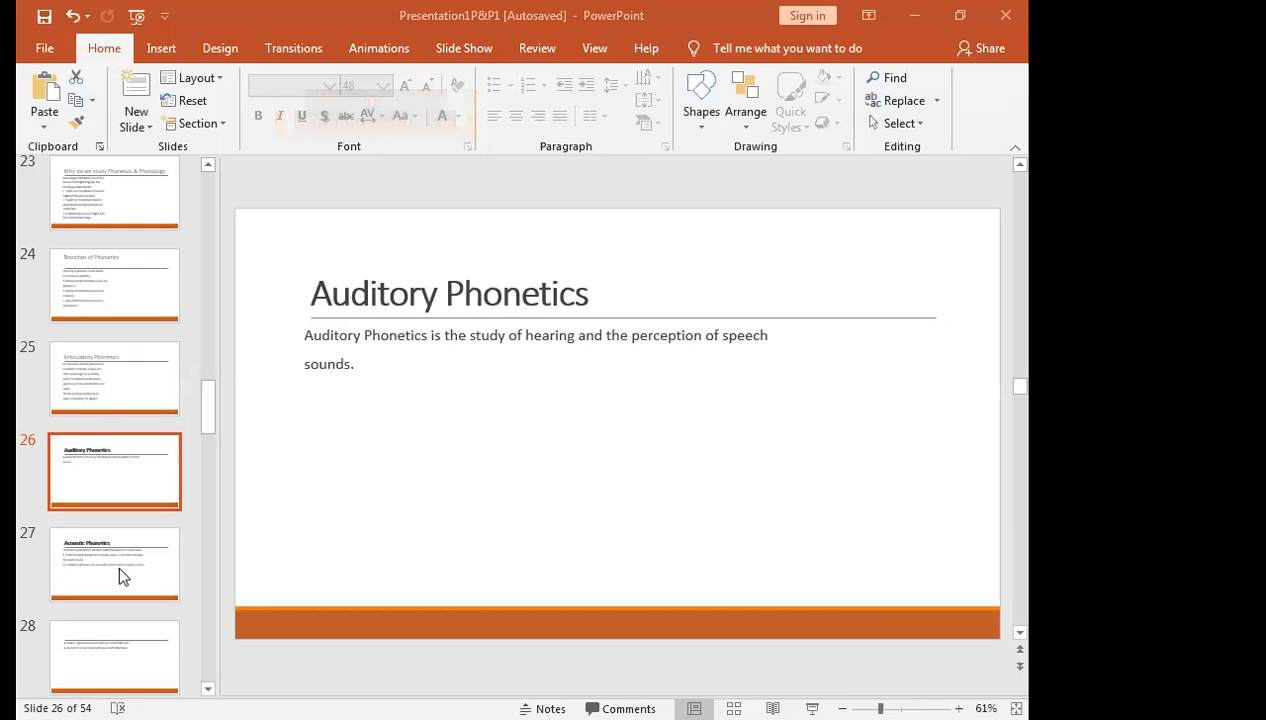 Presentation1P&P1 [Autosaved] - PowerPoint
Sign in
File Home Insert Design Transitions Animations Slide Show Review View Help Tell me what you want to do Share
Paste
New Slide
Layout
Reset
Section
48
B I U S abc AV Aa A
Shapes
Arrange
Quick Styles
Find
Replace
Select
Clipboard Slides Font Paragraph Drawing Editing
23
Why do we study Phonetics & Phonology
24
Branches of Phonetics
25
Articulatory Phonetics
26
Auditory Phonetics
27
Acoustic Phonetics
28
Auditory Phonetics
Auditory Phonetics is the study of hearing and the perception of speech
sounds.
Slide 26 of 54
Notes
Comments
61%